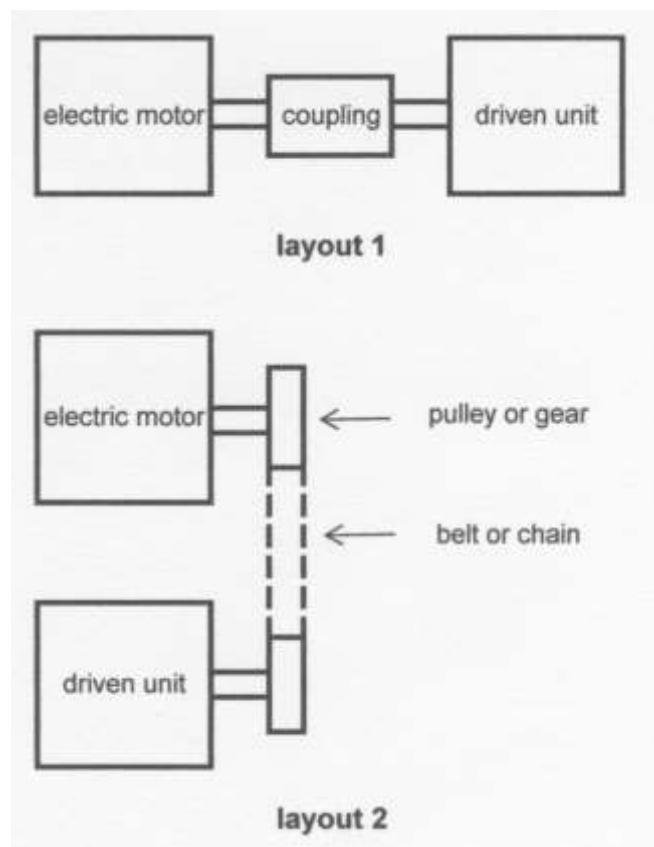 electric motor
coupling
driven unit
layout 1
electric motor
pulley or gear
belt or chain
driven unit
layout 2